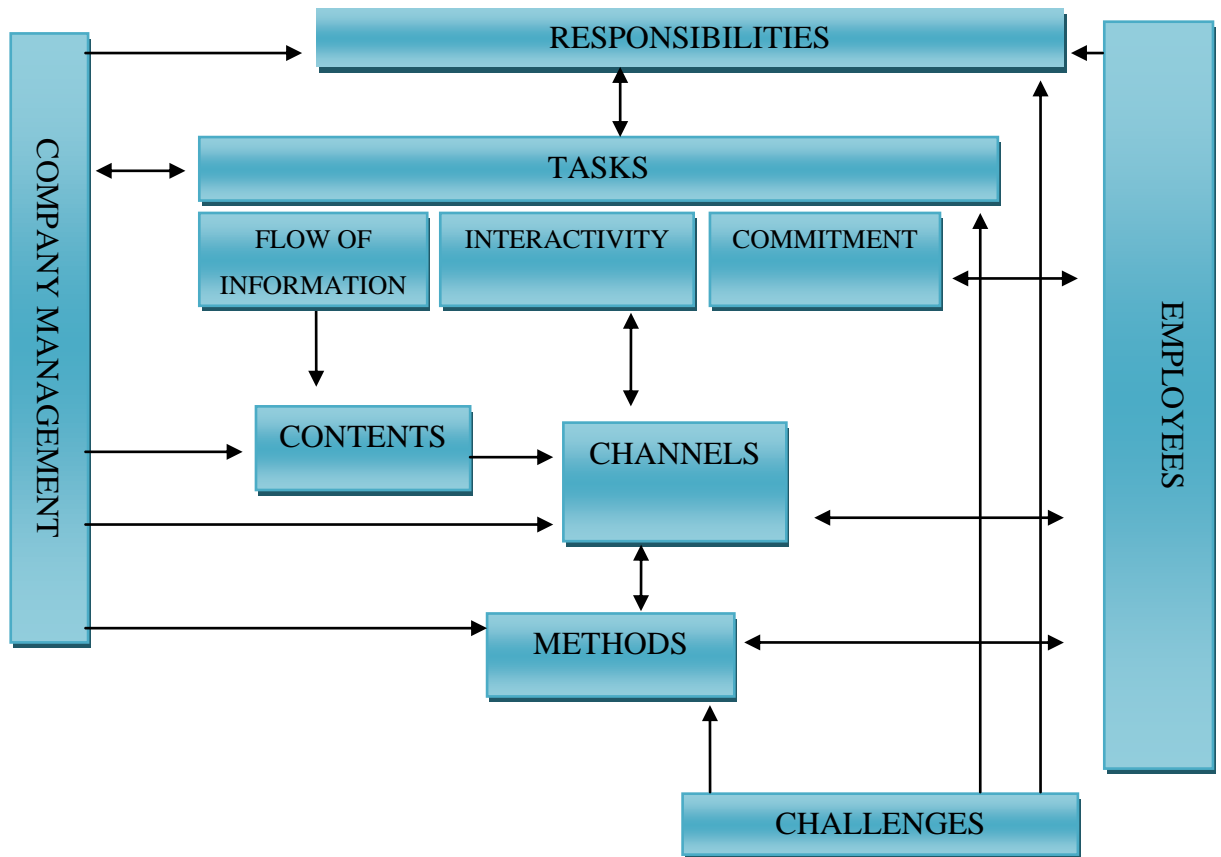 RESPONSIBILITIES
COMPANY MANAGEMENT
TASKS
FLOW OF
INFORMATION
INTERACTIVITY
COMMITMENT
EMPLOYEES
CONTENTS
CHANNELS
METHODS
CHALLENGES